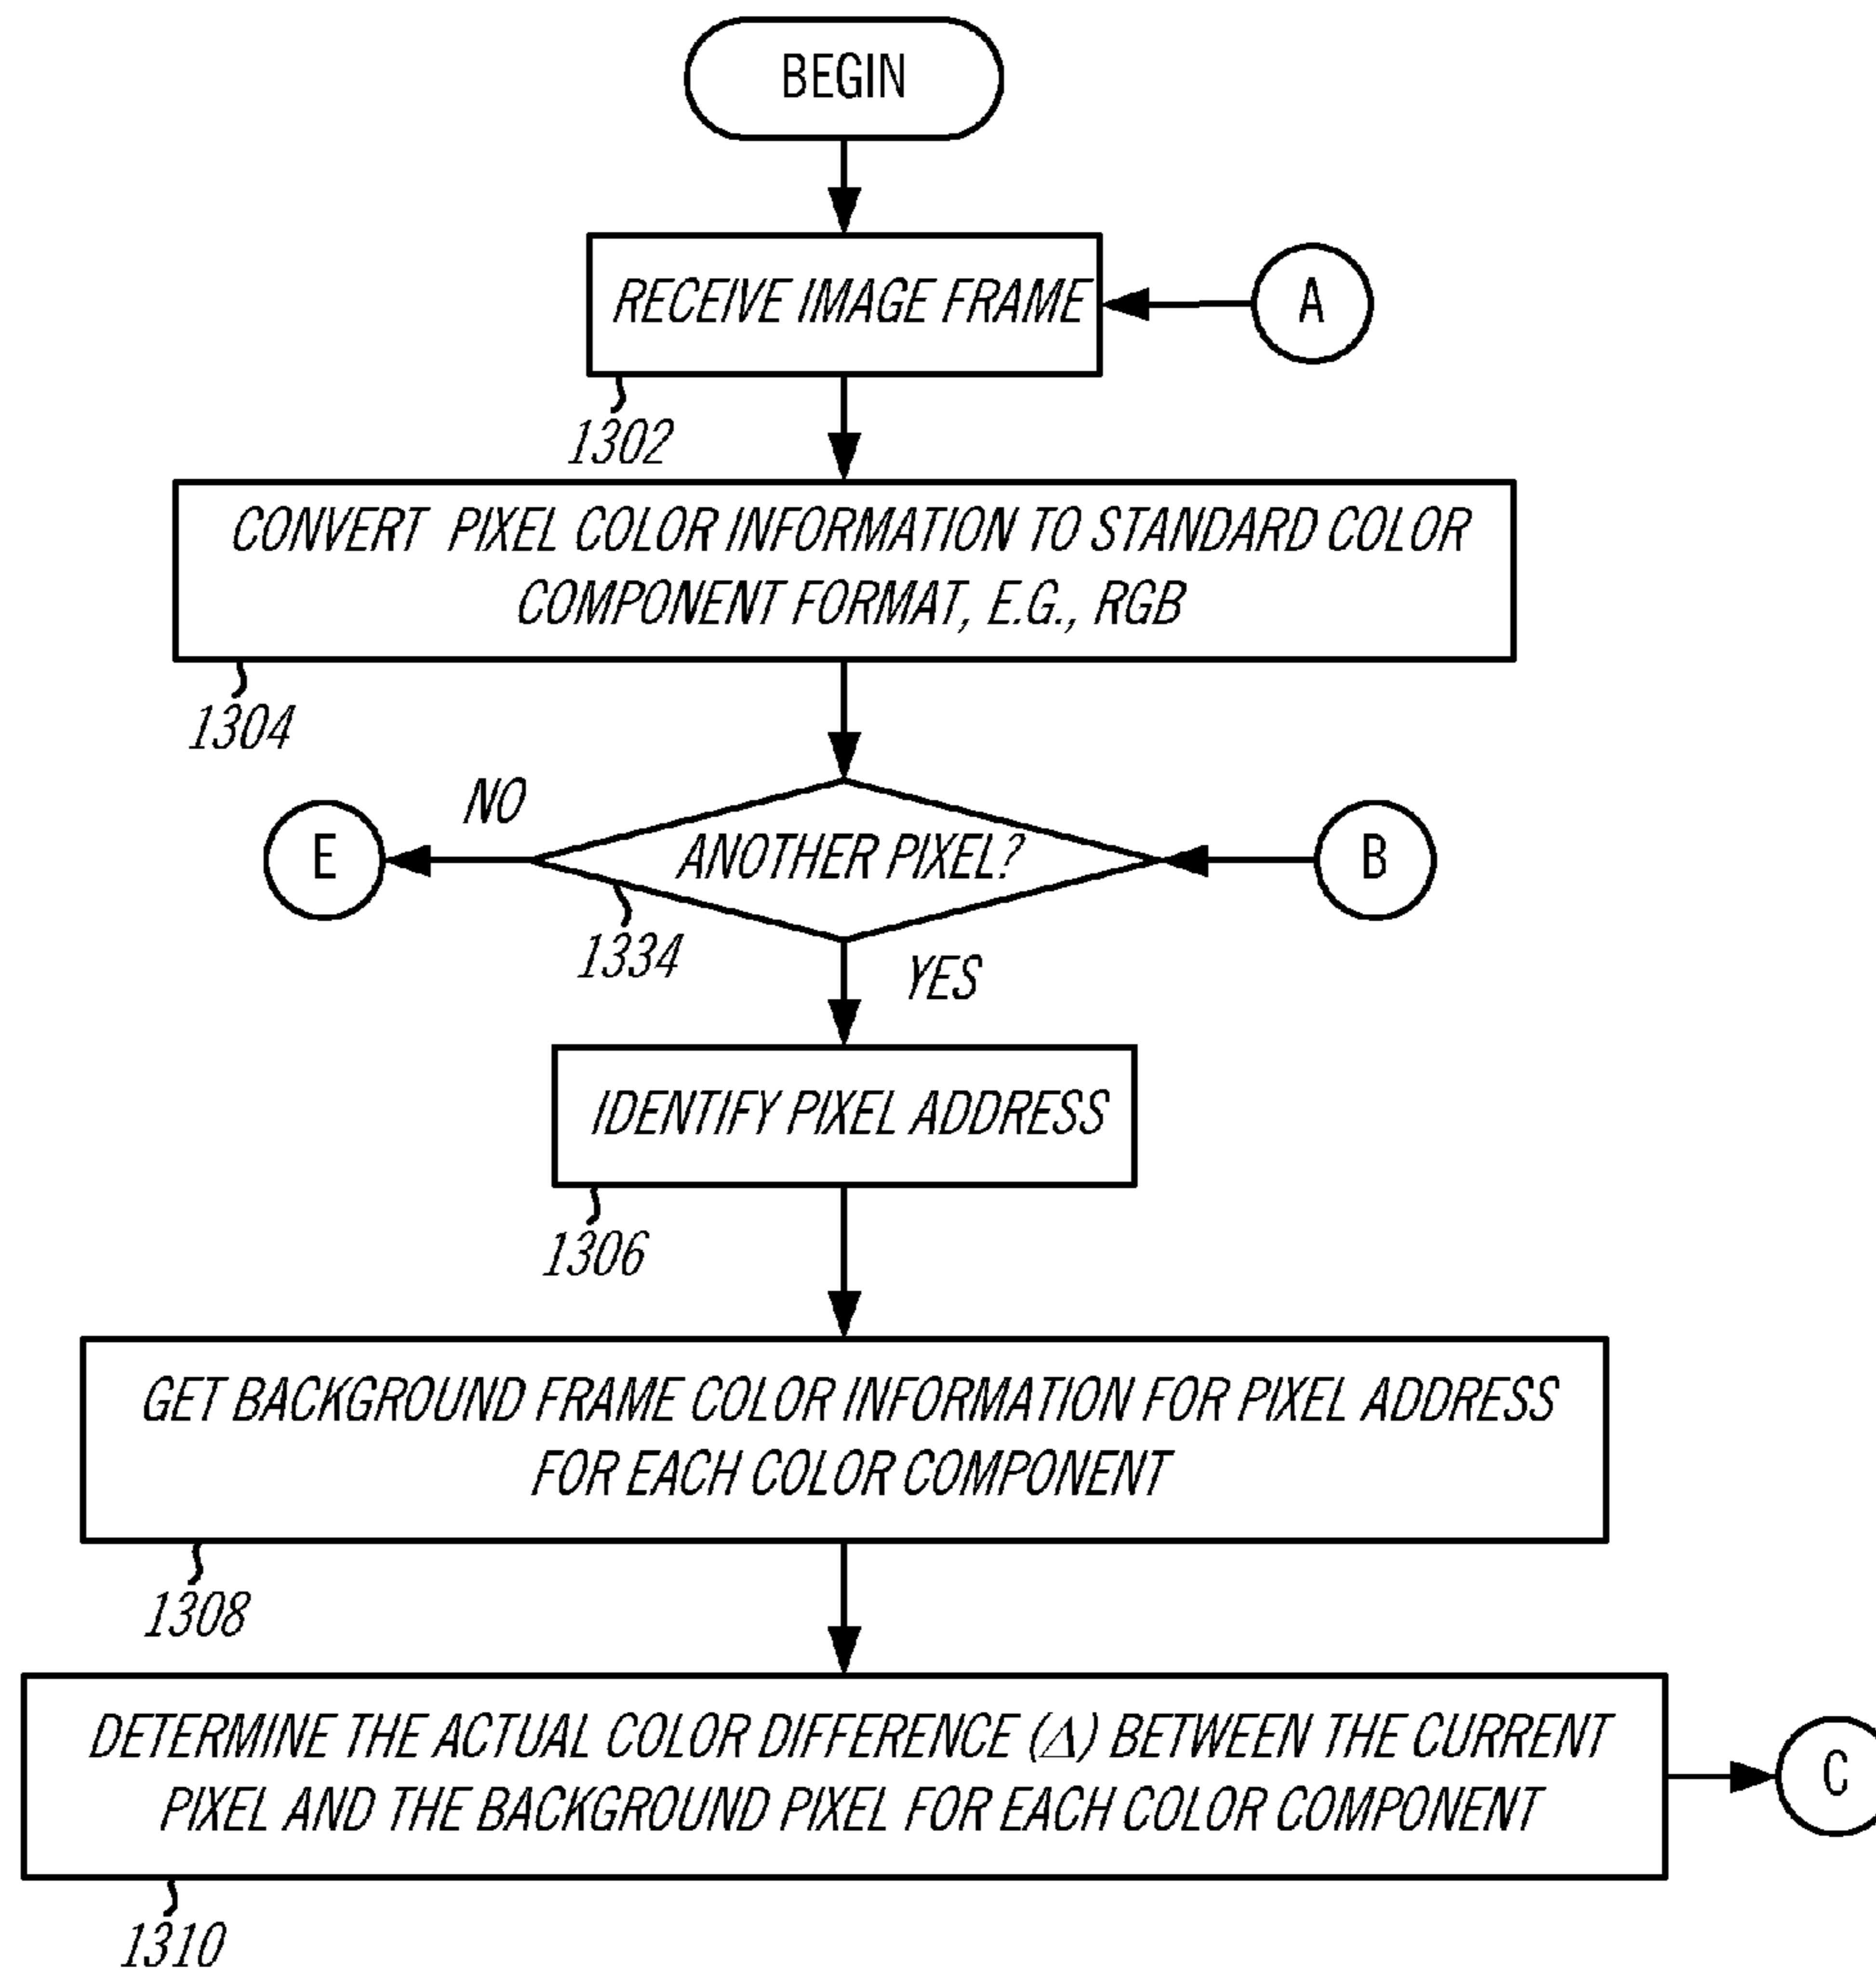 BEGIN
RECEIVE IMAGE FRAME
A
1302
CONVERT PIXEL COLOR INFORMATION TO STANDARD COLOR
COMPONENT FORMAT, E.G., RGB
1304
NO
E
ANOTHER PIXEL?
B
1334
YES
IDENTIFY PIXEL ADDRESS
1306
GET BACKGROUND FRAME COLOR INFORMATION FOR PIXEL ADDRESS
FOR EACH COLOR COMPONENT
1308
DETERMINE THE ACTUAL COLOR DIFFERENCE (Δ) BETWEEN THE CURRENT
PIXEL AND THE BACKGROUND PIXEL FOR EACH COLOR COMPONENT
C
1310